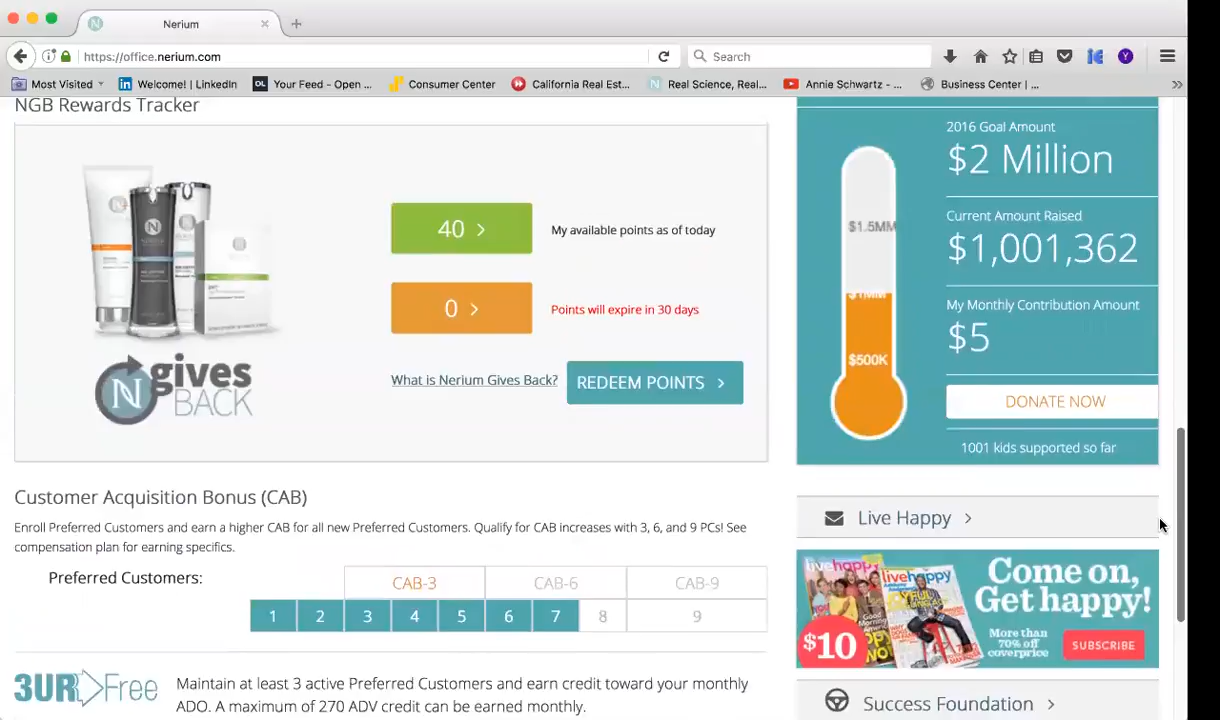 Nerium
https://office.nerium.com
Search
Most Visited
Welcome! | LinkedIn
OL
Your Feed - Open ...
Consumer Center
California Real Est...
Real Science, Real...
Annie Schwartz - ...
Business Center | ...
NGB Rewards Tracker
40 >
My available points as of today
0 >
Points will expire in 30 days
N gives
BACK
What is Nerium Gives Back?
REDEEM POINTS >
2016 Goal Amount
$2 Million
$1.5MM
Current Amount Raised
$1,001,362
$1MM
My Monthly Contribution Amount
$5
$500K
DONATE NOW
1001 kids supported so far
Customer Acquisition Bonus (CAB)
Enroll Preferred Customers and earn a higher CAB for all new Preferred Customers. Qualify for CAB increases with 3, 6, and 9 PCs! See
compensation plan for earning specifics.
Preferred Customers:
CAB-3 CAB-6 CAB-9
1 2 3 4 5 6 7 8 9
3UR Free
Maintain at least 3 active Preferred Customers and earn credit toward your monthly
ADO. A maximum of 270 ADV credit can be earned monthly.
Live Happy >
livehappy
livehappy
$10
Come on,
Get happy!
More than
70% off
coverprice
SUBSCRIBE
Success Foundation >